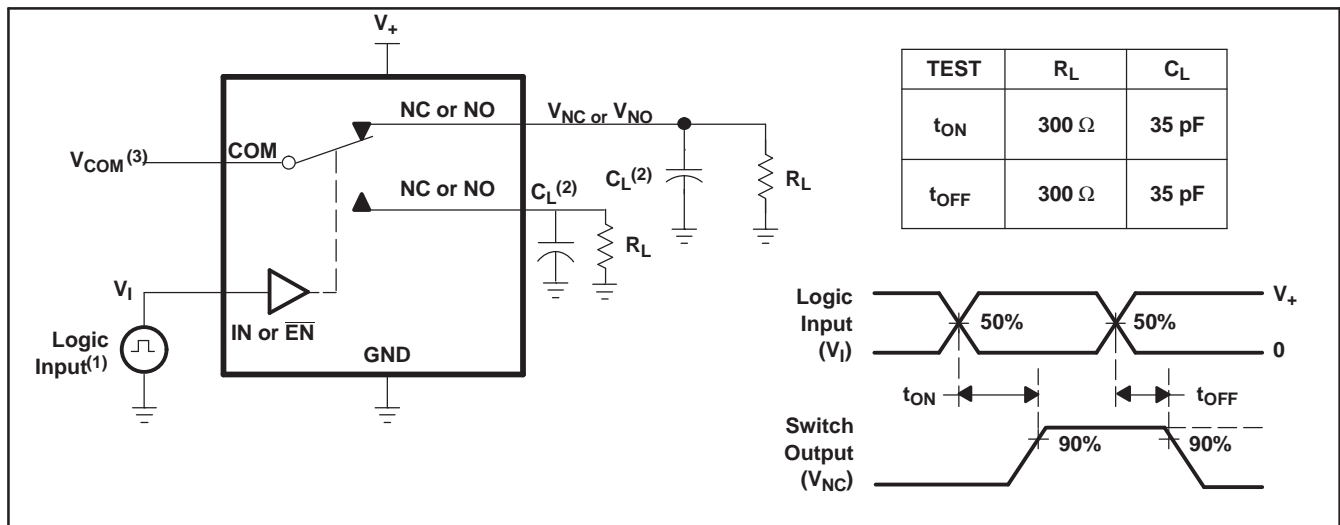 V+
NC or NO
VNC or VNO
VCOM(3)
COM
CL(2)
RL
NC or NO
CL(2)
RL
VI
IN or E̅N̅
Logic
Input(1)
GND
TEST RL CL
tON 300 Ω 35 pF
tOFF 300 Ω 35 pF
Logic
Input
(VI)
50%
50%
V+
0
tON
tOFF
Switch
Output
(VNC)
90%
90%